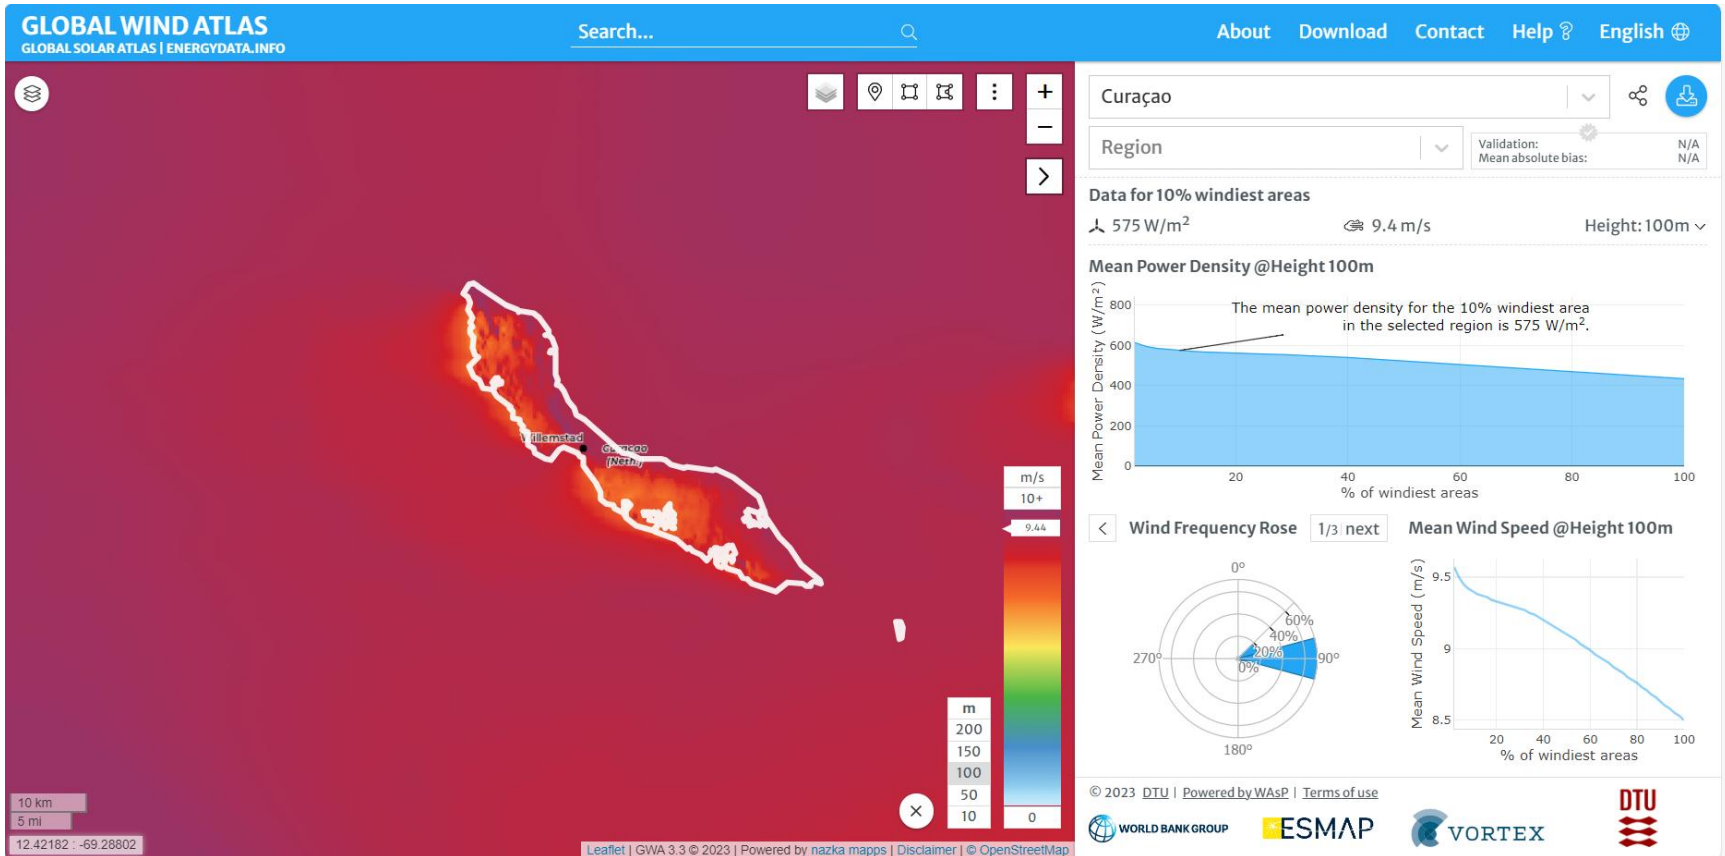 GLOBAL WIND ATLAS
GLOBAL SOLAR ATLAS | ENERGYDATA.INFO
Search...
About Download Contact Help English
Curaçao
Region
Validation: N/A
Mean absolute bias: N/A
Data for 10% windiest areas
575 W/m²
9.4 m/s
Height: 100m
Mean Power Density @Height 100m
Mean Power Density (W/m²)
800
600
400
200
0
The mean power density for the 10% windiest area
in the selected region is 575 W/m².
20 40 60 80 100
% of windiest areas
Wind Frequency Rose
1/3 next
0°
60%
40%
20%
0%
270°
90°
180°
Mean Wind Speed @Height 100m
Mean Wind Speed (m/s)
9.5
9
8.5
20 40 60 80 100
% of windiest areas
Willemstad
Curaçao
(Neth.)
m/s
10+
9.44
0
m
200
150
100
50
10
10 km
5 mi
12.42182 : -69.28802
Leaflet | GWA 3.3 © 2023 | Powered by nazka mapps | Disclaimer | © OpenStreetMap
© 2023 DTU | Powered by WAsP | Terms of use
WORLD BANK GROUP
ESMAP
VORTEX
DTU